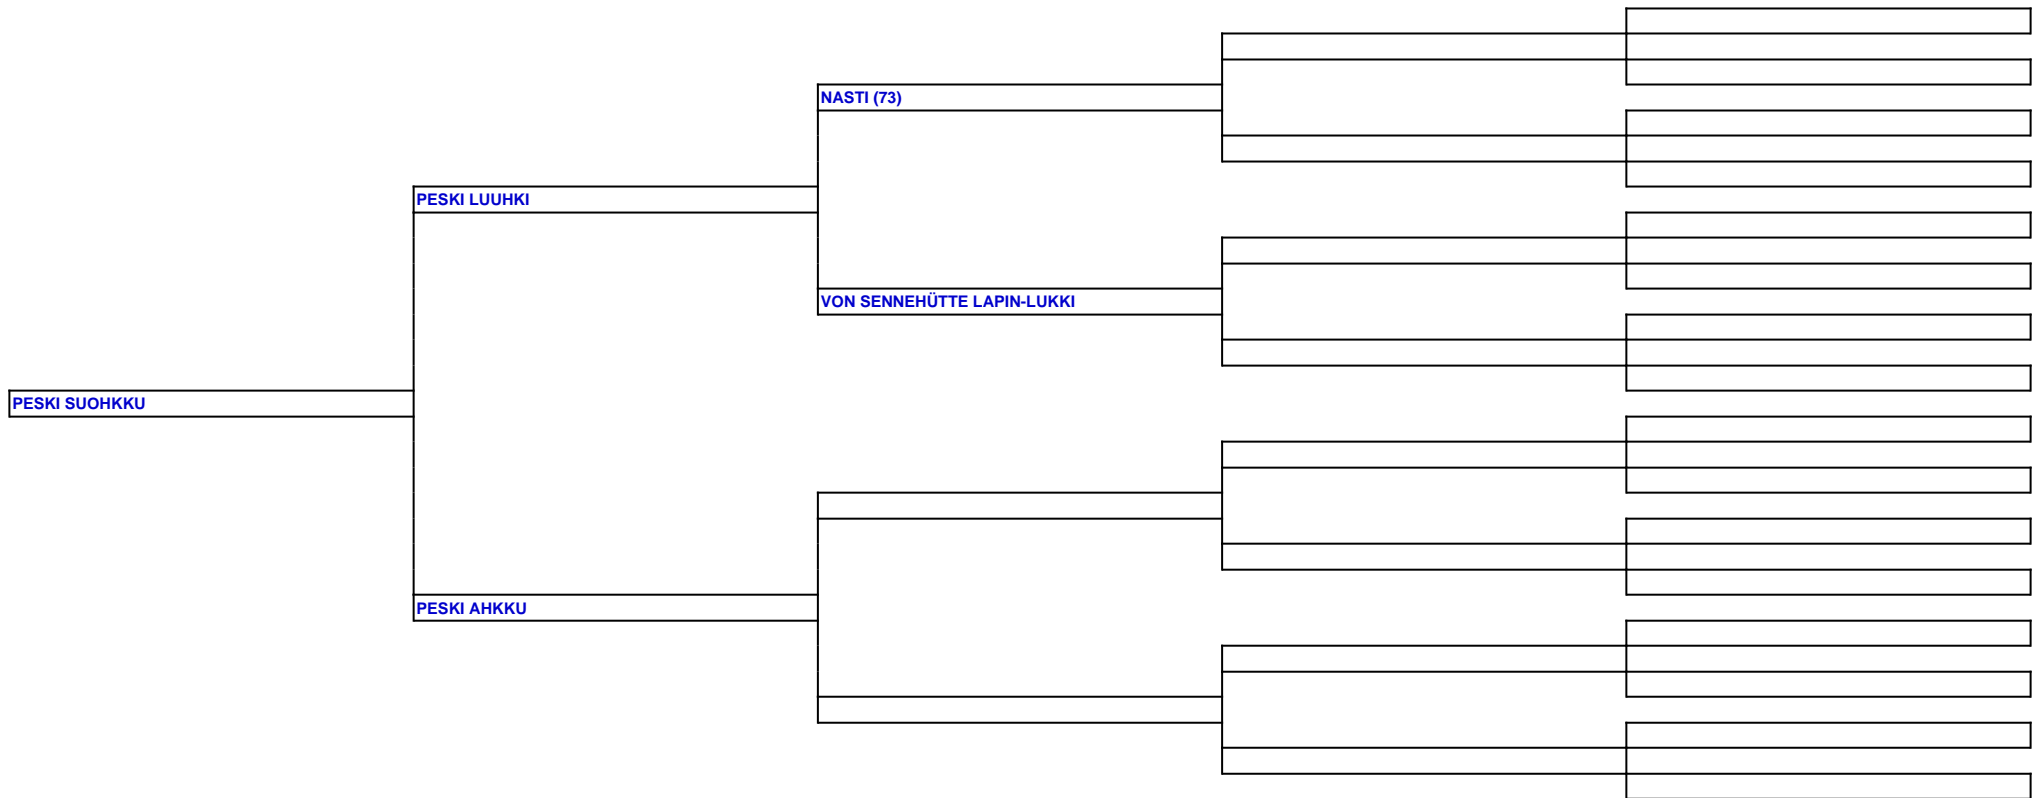 NASTI (73)
PESKI LUUHKI
VON SENNEHÜTTE LAPIN-LUKKI
PESKI SUOHKKU
PESKI AHKKU